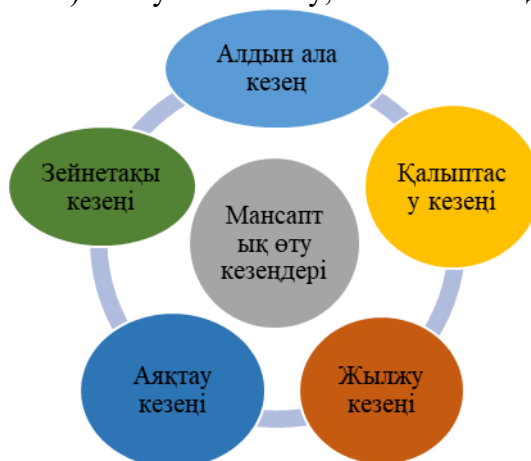 Алдын ала
кезең
Қалыптас
у кезеңі
Жылжу
кезеңі
Аяқтау
кезеңі
Зейнетақы
кезеңі
Мансапт
ық өту
кезеңдері